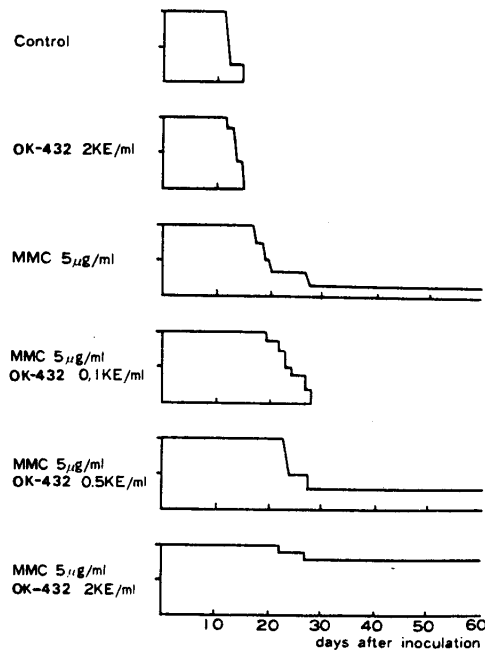 Control
OK-432 2KE/ml
MMC 5μg/ml
MMC 5μg/ml
OK-432 0,1KE/ml
MMC 5μg/ml
OK-432 0.5KE/ml
MMC 5μg/ml
OK-432 2KE/ml
10 20 30 40 50 60
days after inoculation